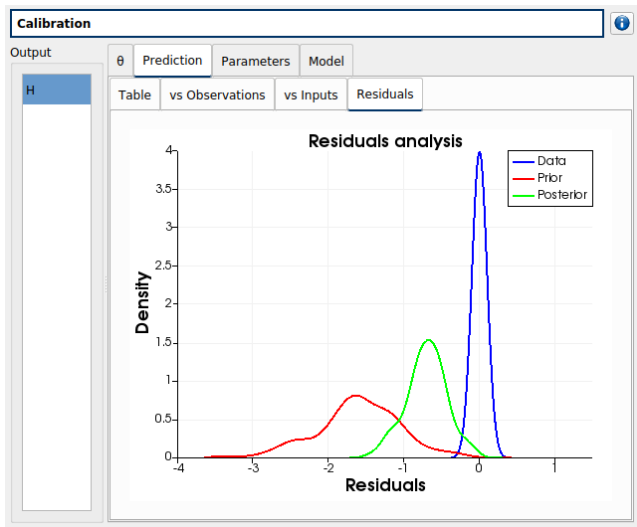 Calibration
Output
H
θ Prediction Parameters Model
Table vs Observations vs Inputs Residuals
Residuals analysis
Data
Prior
Posterior
4
3.5
3
2.5
2
1.5
1
0.5
0
Density
-4 -3 -2 -1 0 1
Residuals